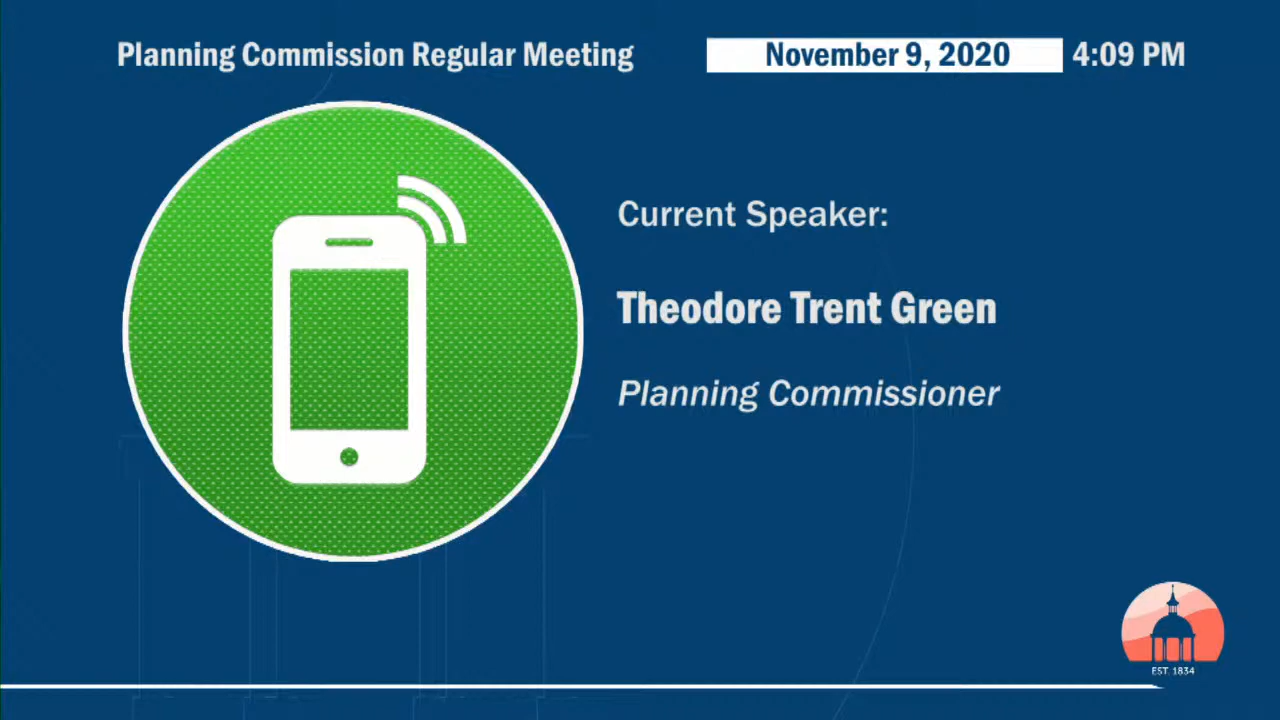 Planning Commission Regular Meeting
November 9, 2020
4:09 PM
Current Speaker:
Theodore Trent Green
Planning Commissioner
EST. 1834